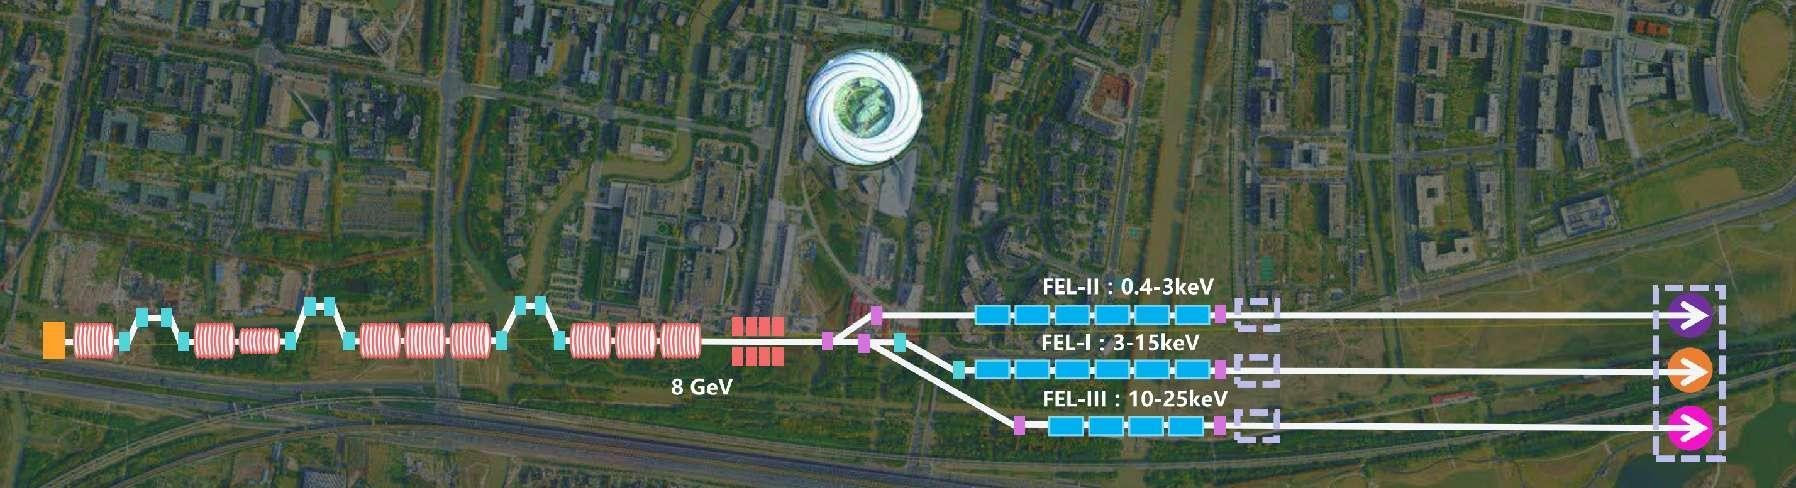 FEL-II : 0.4-3keV
FEL-I : 3-15keV
8 GeV
FEL-III : 10-25keV